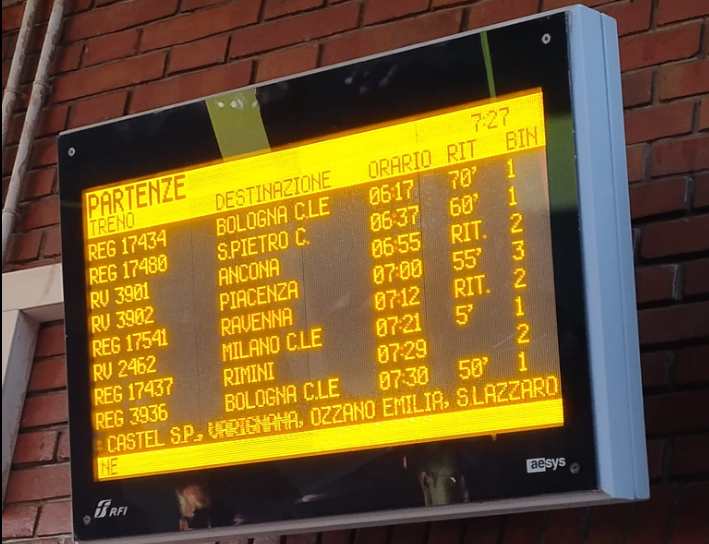 7:27
PARTENZE
TRENO DESTINAZIONE ORARIO RIT BIN
REG 17434 BOLOGNA C.LE 06:17 70' 1
REG 17480 S.PIETRO C. 06:37 60' 1
RV 3901 ANCONA 06:55 RIT. 2
RV 3902 PIACENZA 07:00 55' 3
REG 17541 RAVENNA 07:12 RIT. 2
RV 2462 MILANO C.LE 07:21 5' 1
REG 17437 RIMINI 07:29 2
REG 3936 BOLOGNA C.LE 07:30 50' 1
: CASTEL S.P., VARIGNANA, OZZANO EMILIA, S.LAZZARO
NE
RFI
aesys